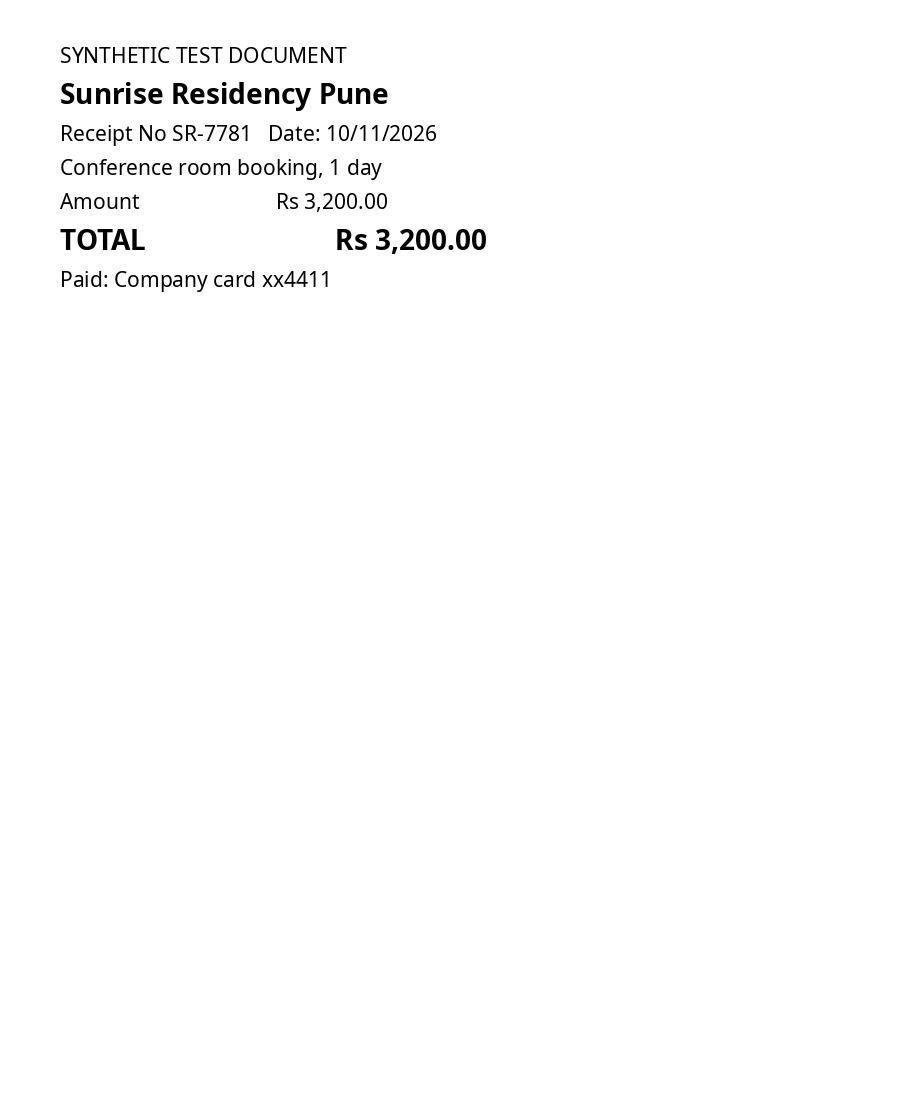 SYNTHETIC TEST DOCUMENT
Sunrise Residency Pune
Receipt No SR-7781 Date: 10/11/2026
Conference room booking, 1 day
Amount Rs 3,200.00
TOTAL Rs 3,200.00
Paid: Company card xx4411